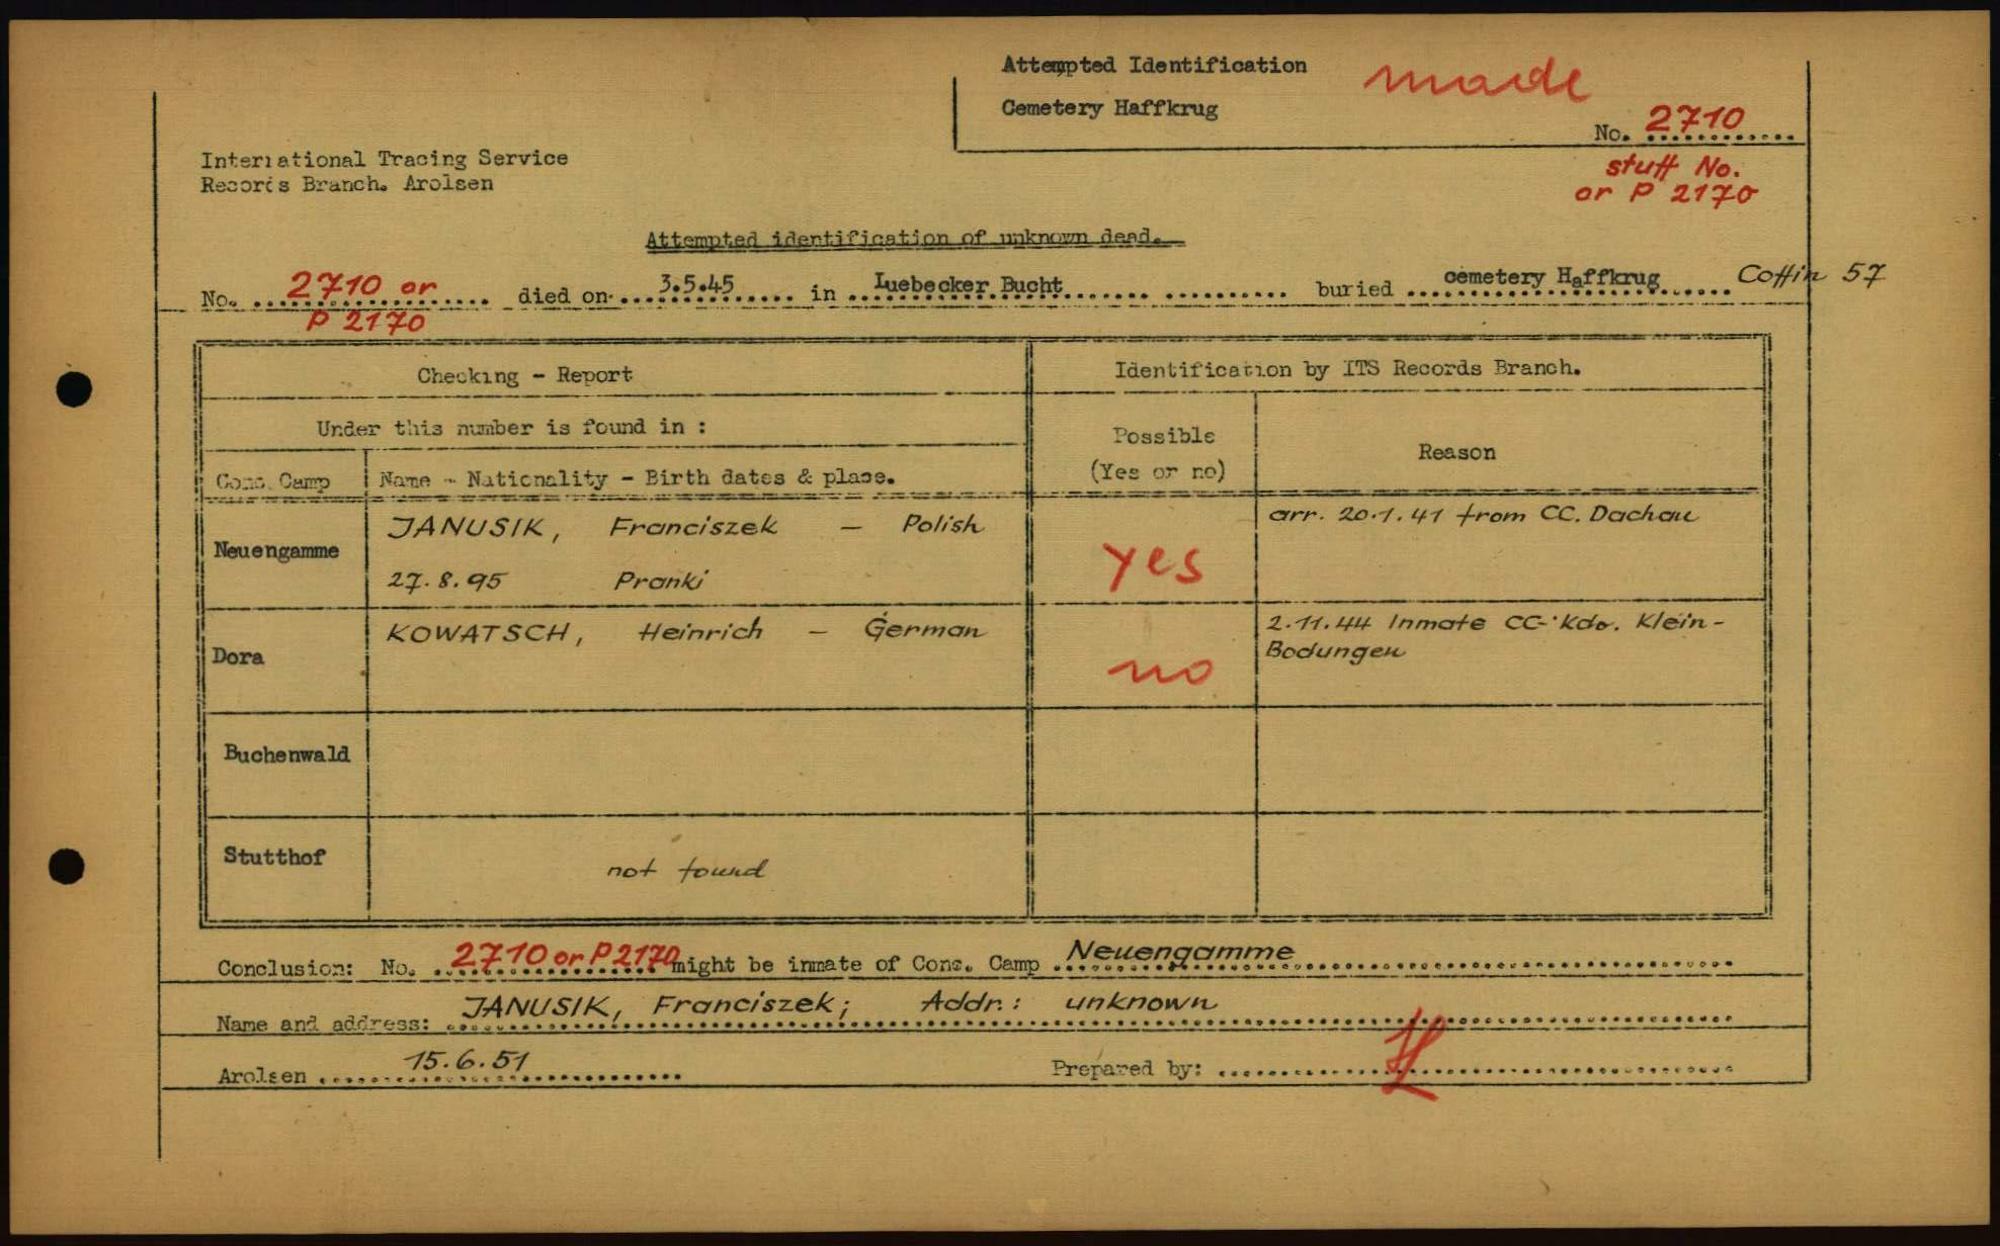 Attempted Identification made
Cemetery Haffkrug
No. 2710
stuff No.
or P 2170
International Tracing Service
Records Branch. Arolsen
Attempted identification of unknown dead.
No. 2710 or died on 3.5.45 in Luebecker Bucht buried cemetery Haffkrug Coffin 57
P 2170
Checking - Report
Identification by ITS Records Branch.
Under this number is found in :
Possible
(Yes or no)
Reason
Conc. Camp Name - Nationality - Birth dates & place.
Neuengamme
JANUSIK, Franciszek - Polish
27.8.95 Pranki
yes
arr. 20.1.41 from CC. Dachau
Dora
KOWATSCH, Heinrich - German
no
2.11.44 Inmate CC-Kdo. Klein-
Bodungen
Buchenwald
Stutthof
not found
Conclusion: No. 2710 or P 2170 might be inmate of Conc. Camp Neuengamme
Name and address: JANUSIK, Franciszek; Addr.: unknown
Arolsen 15.6.51 Prepared by: